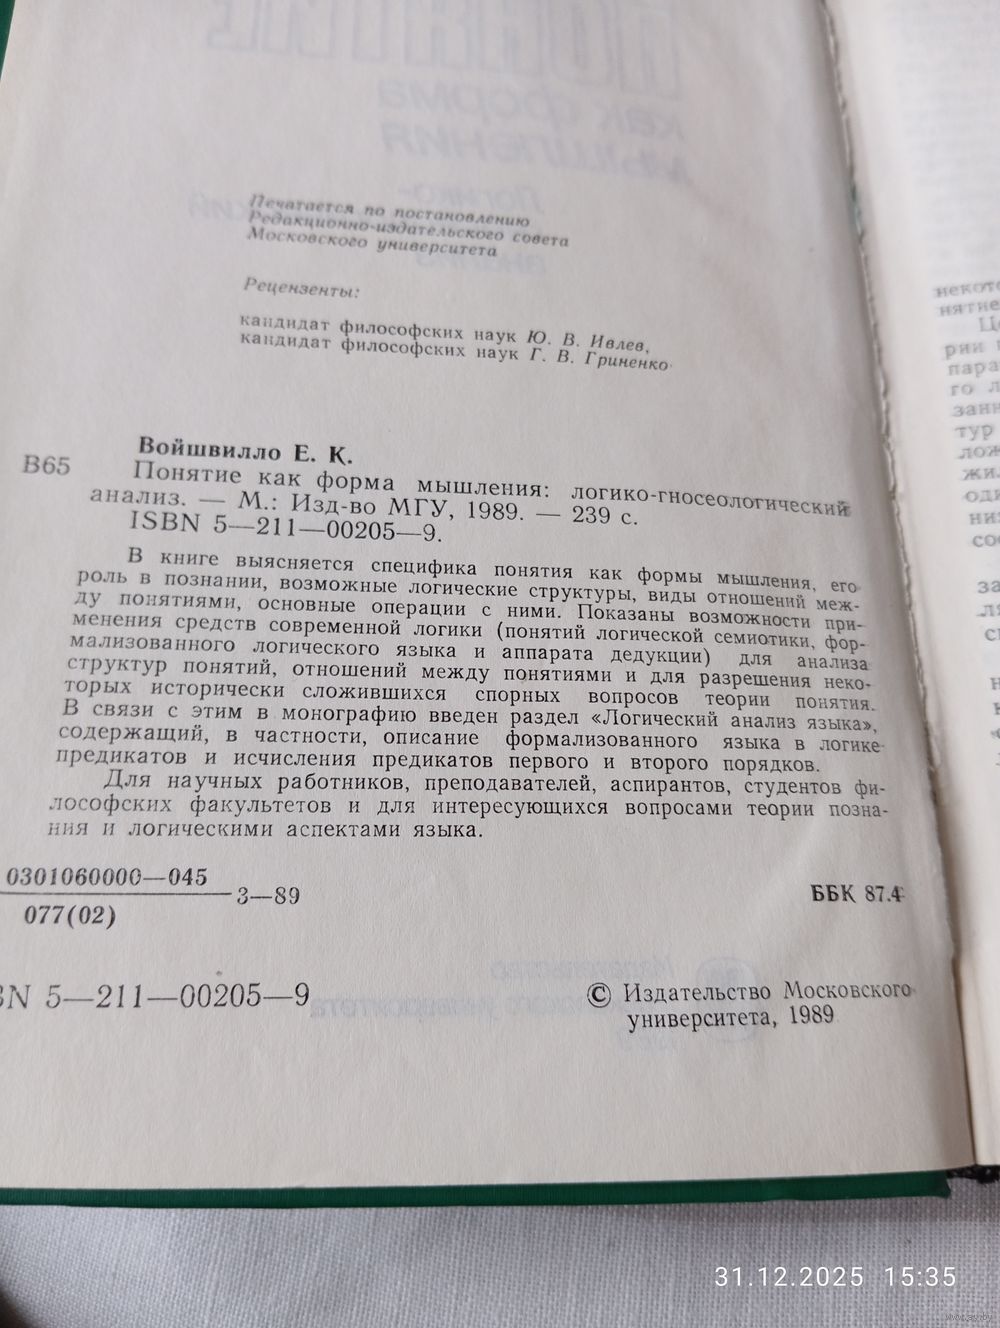 Печатается по постановлению
Редакционно-издательского совета
Московского университета
Рецензенты:
кандидат философских наук Ю. В. Ивлев,
кандидат философских наук Г. В. Гриненко
Войшвилло Е. К.
В65 Понятие как форма мышления: логико-гносеологический
анализ. — М.: Изд-во МГУ, 1989. — 239 с.
ISBN 5—211—00205—9.
В книге выясняется специфика понятия как формы мышления, его
роль в познании, возможные логические структуры, виды отношений меж-
ду понятиями, основные операции с ними. Показаны возможности при-
менения средств современной логики (понятий логической семиотики, фор-
мализованного логического языка и аппарата дедукции) для анализа
структур понятий, отношений между понятиями и для разрешения неко-
торых исторически сложившихся спорных вопросов теории понятия.
В связи с этим в монографию введен раздел «Логический анализ языка»,
содержащий, в частности, описание формализованного языка в логике
предикатов и исчисления предикатов первого и второго порядков.
Для научных работников, преподавателей, аспирантов, студентов фи-
лософских факультетов и для интересующихся вопросами теории позна-
ния и логическими аспектами языка.
0301060000—045
077(02)
3—89
ББК 87.4
BN 5—211—00205—9
© Издательство Московского
университета, 1989
31.12.2025 15:35